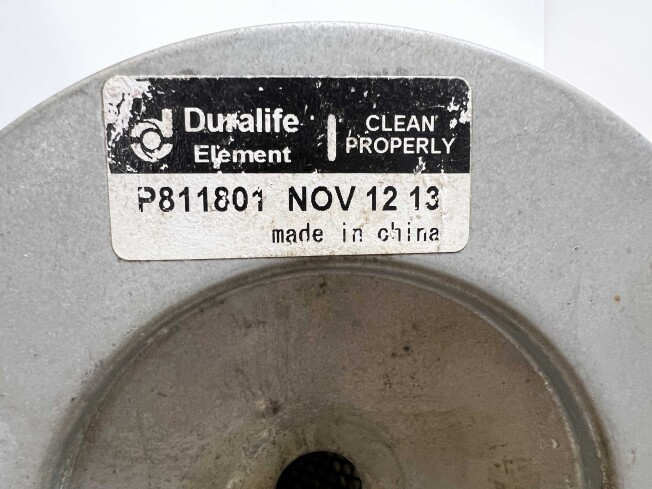 Duralife
Element
CLEAN
PROPERLY
P811801 NOV 12 13
made in china